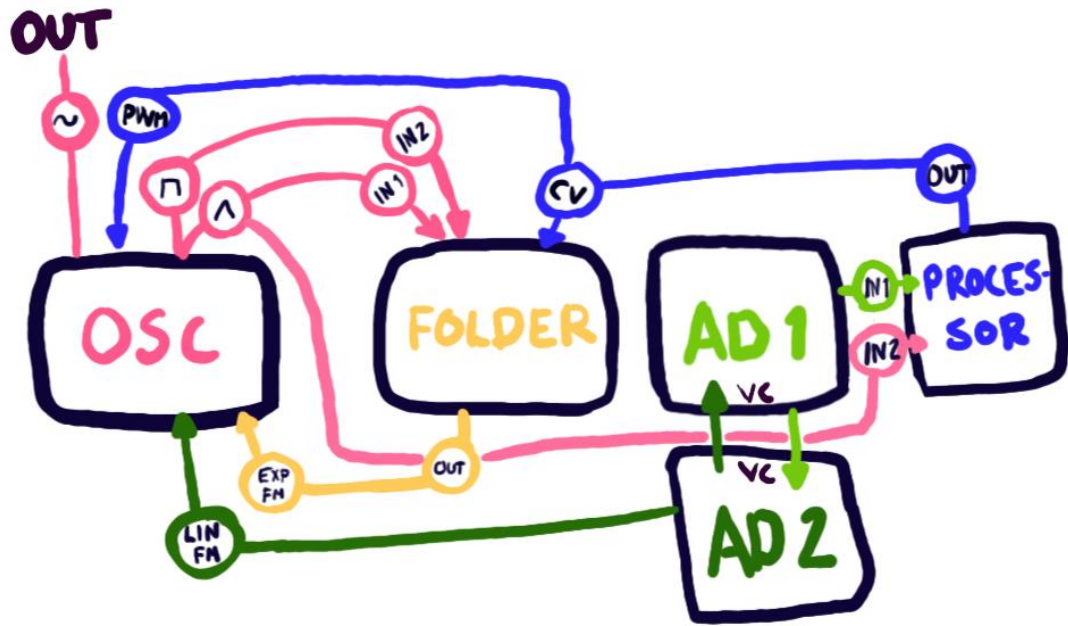 OUT
~
PWM
IN2
IN1
CV
OUT
OSC
FOLDER
AD1
IN1
PROCES-
SOR
IN2
VC
OUT
VC
EXP
FM
LIN
FM
AD2